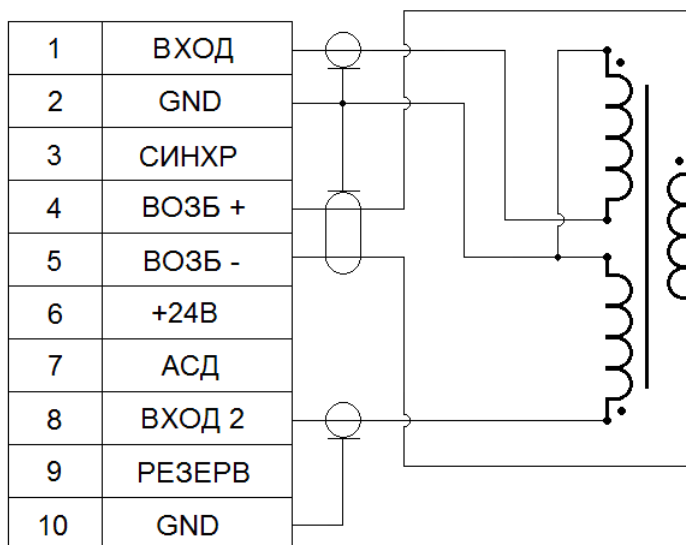 1 ВХОД
2 GND
3 СИНХР
4 ВОЗБ +
5 ВОЗБ -
6 +24В
7 АСД
8 ВХОД 2
9 РЕЗЕРВ
10 GND